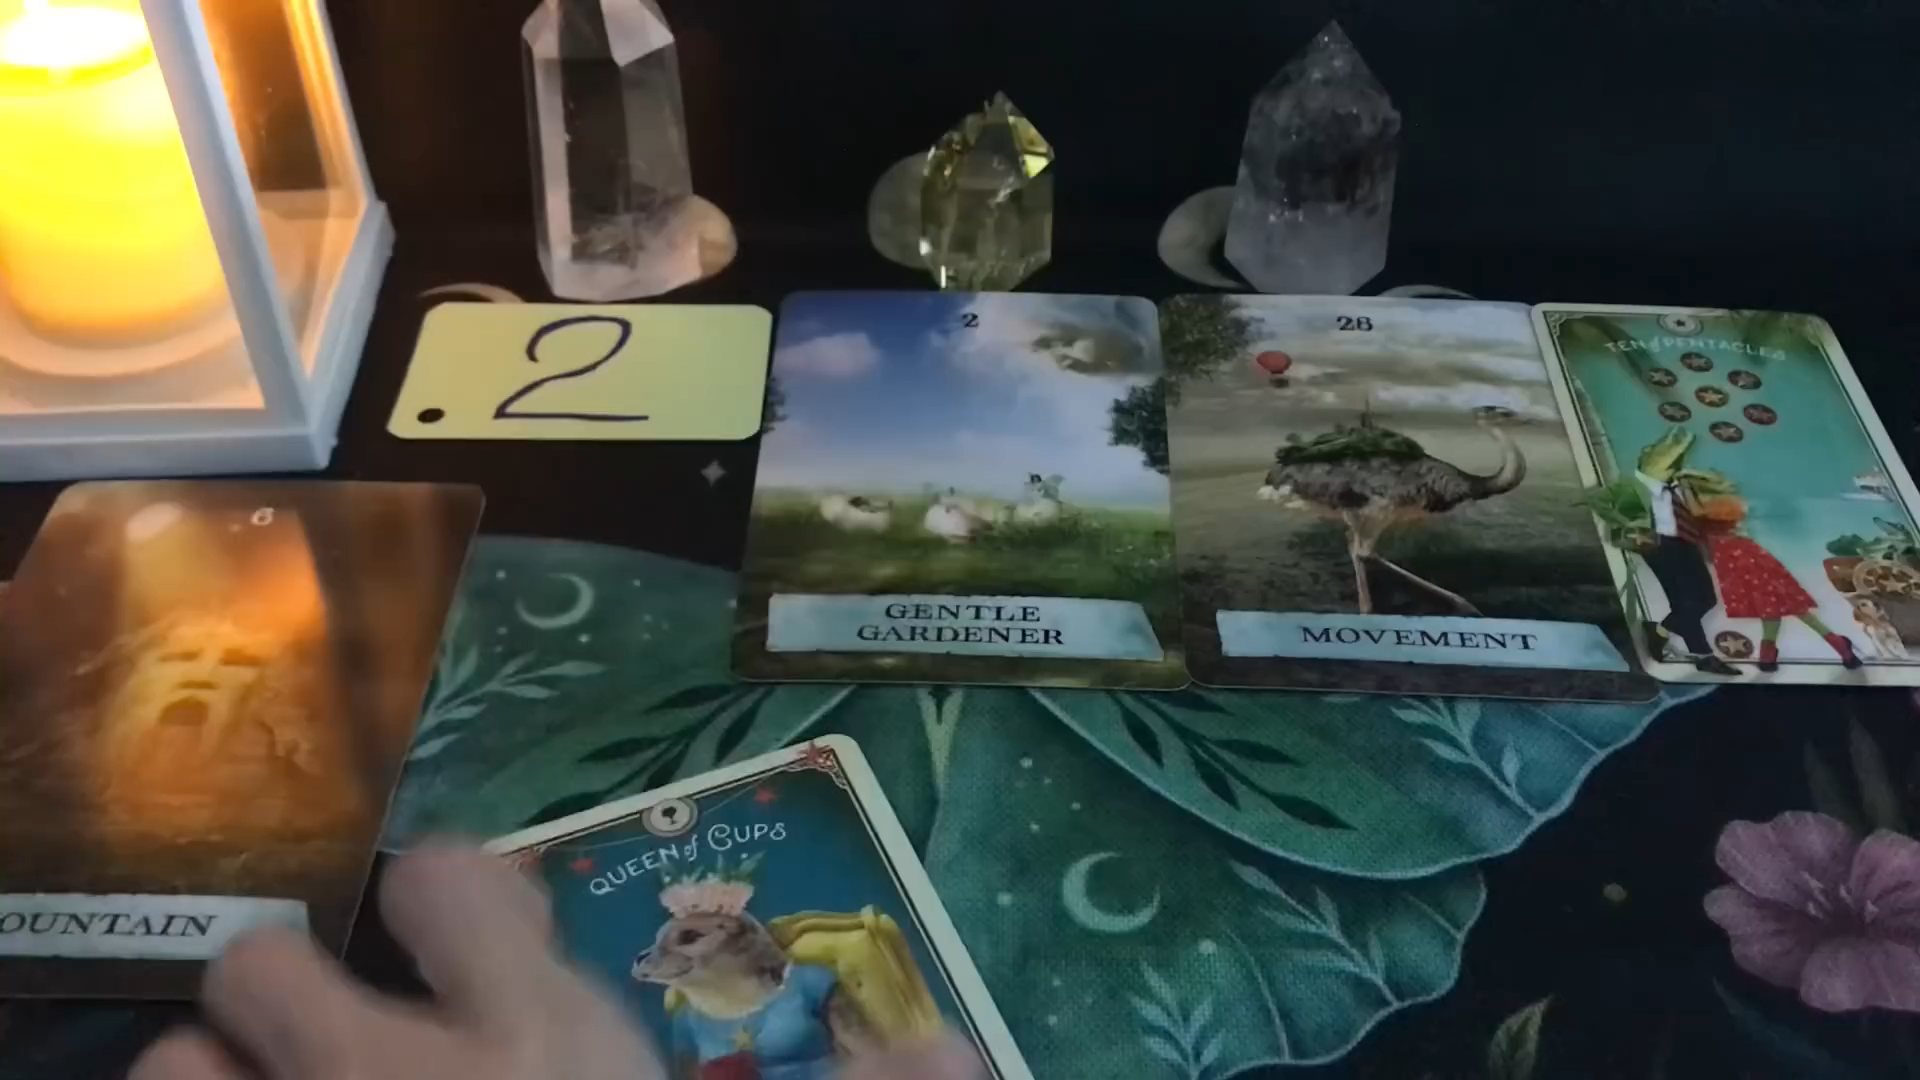 2
2
GENTLE
GARDENER
28
MOVEMENT
TEN of PENTACLES
6
OUNTAIN
QUEEN of CUPS